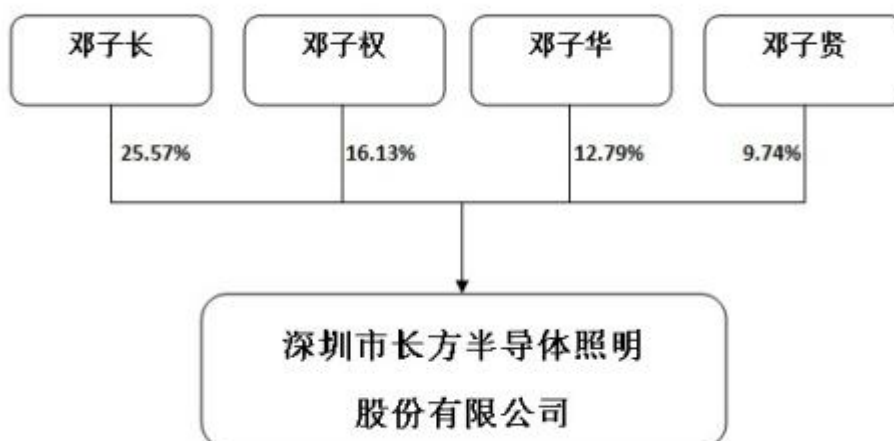 邓子长
邓子权
邓子华
邓子贤
25.57%
16.13%
12.79%
9.74%
深圳市长方半导体照明
股份有限公司